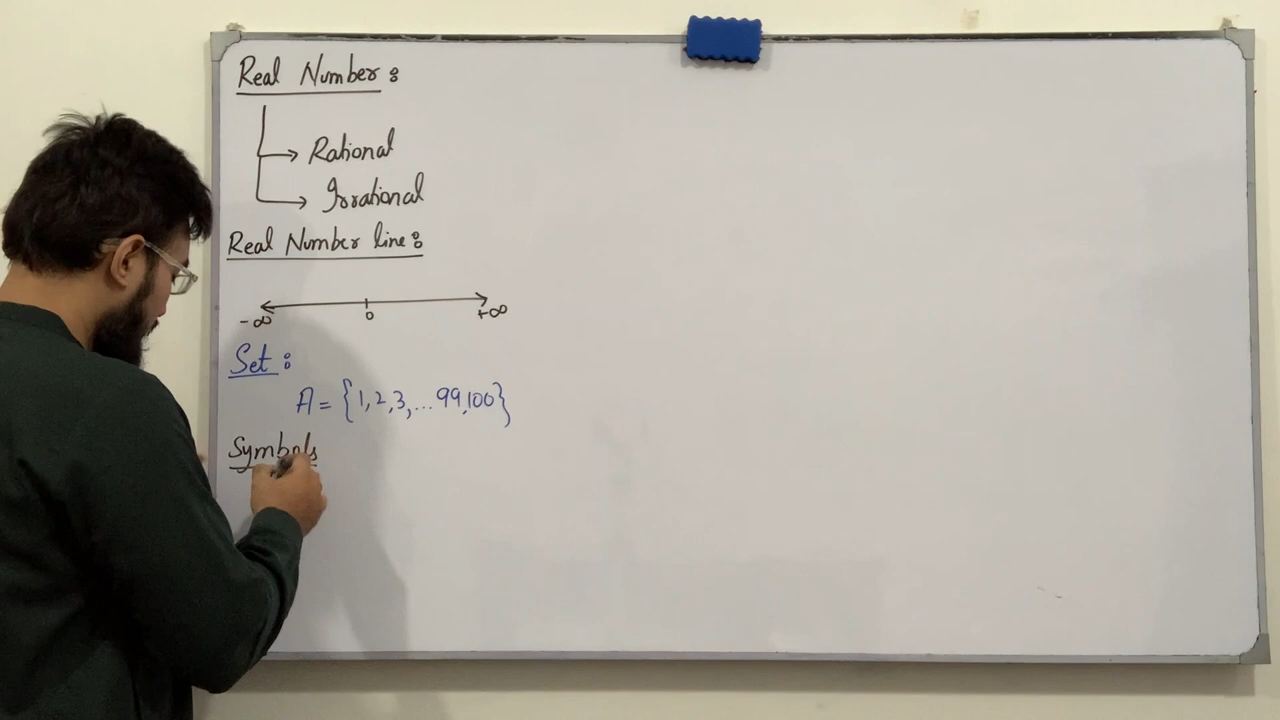 Real Number:
Rational
Irrational
Real Number line:
-∞ 0 +∞
Set:
A = {1,2,3,...99,100}
Symbols